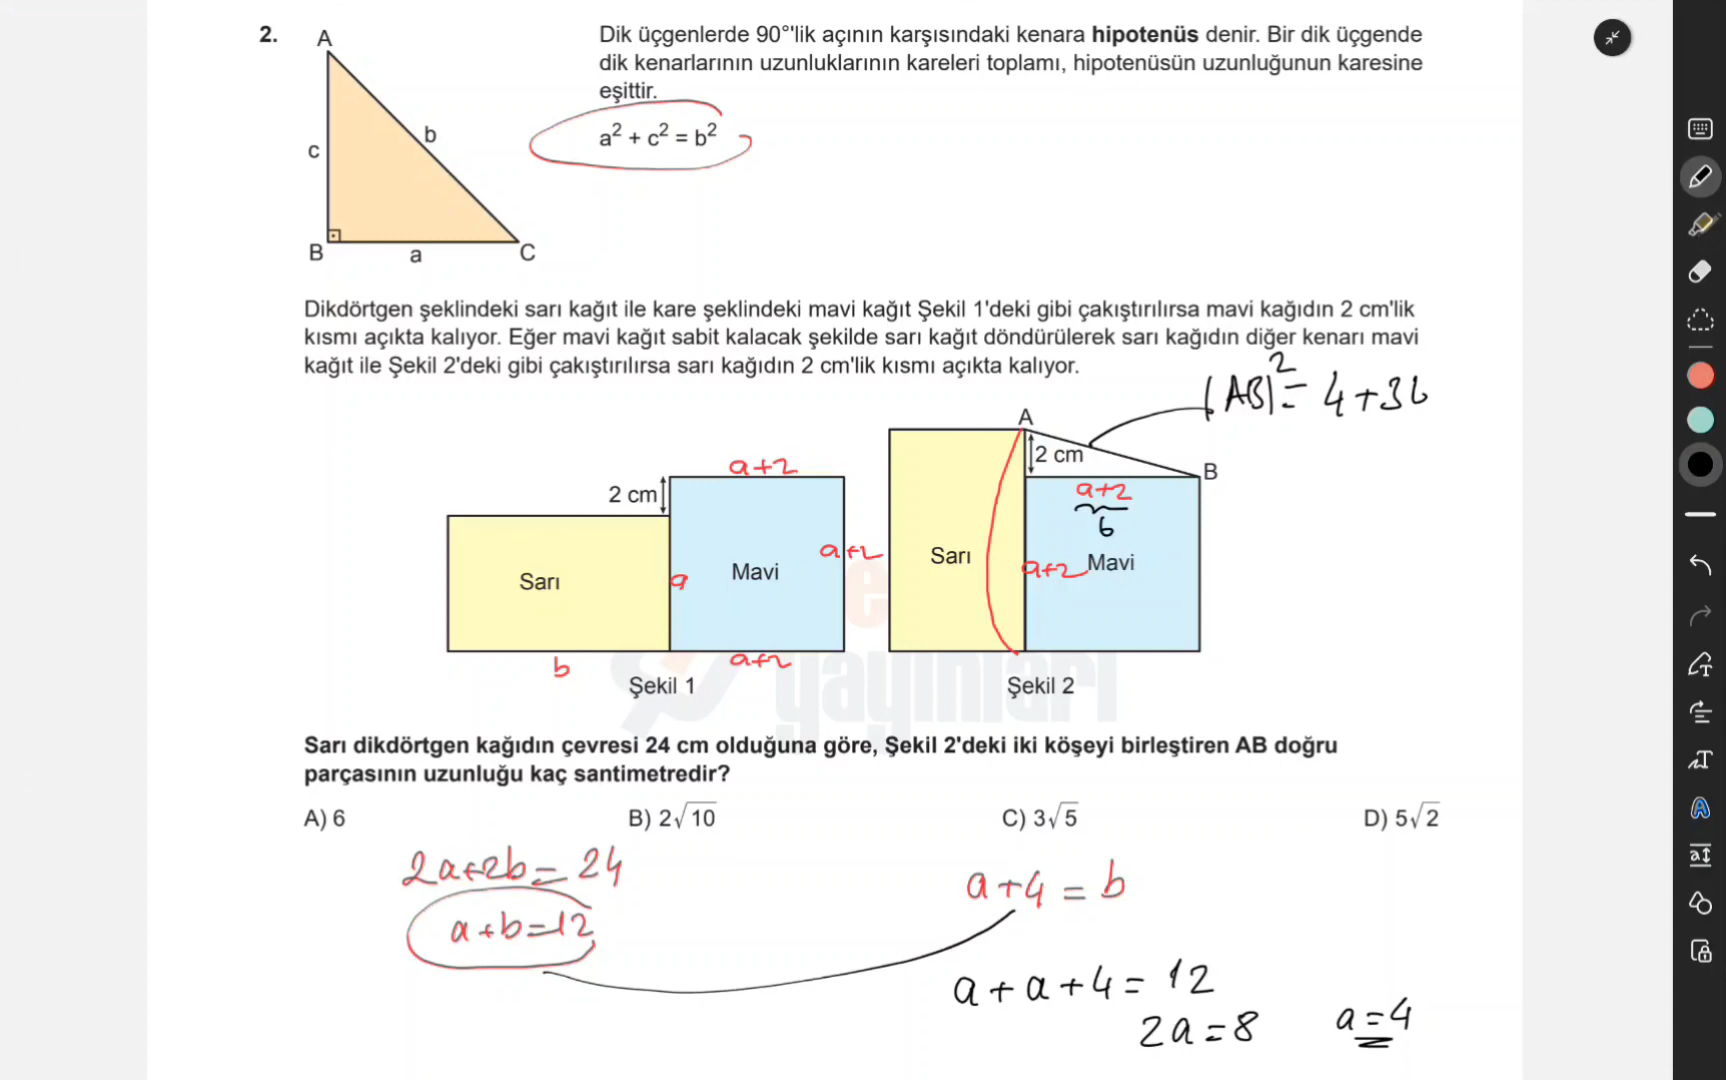 2.
A
c
b
B
a
C
Dik üçgenlerde 90°'lik açının karşısındaki kenara hipotenüs denir. Bir dik üçgende
dik kenarlarının uzunluklarının kareleri toplamı, hipotenüsün uzunluğunun karesine
eşittir.
a² + c² = b²
Dikdörtgen şeklindeki sarı kağıt ile kare şeklindeki mavi kağıt Şekil 1'deki gibi çakıştırılırsa mavi kağıdın 2 cm'lik
kısmı açıkta kalıyor. Eğer mavi kağıt sabit kalacak şekilde sarı kağıt döndürülerek sarı kağıdın diğer kenarı mavi
kağıt ile Şekil 2'deki gibi çakıştırılırsa sarı kağıdın 2 cm'lik kısmı açıkta kalıyor.
|AB|² = 4+36
a+2
2 cm
Sarı
a
Mavi
a+2
b
a+2
Şekil 1
A
2 cm
B
a+2
6
Sarı
a+2
Mavi
Şekil 2
e
yayınları
Sarı dikdörtgen kağıdın çevresi 24 cm olduğuna göre, Şekil 2'deki iki köşeyi birleştiren AB doğru
parçasının uzunluğu kaç santimetredir?
A) 6 B) 2√10 C) 3√5 D) 5√2
2a+2b=24
a+b=12
a+4=b
a+a+4=12
2a=8
a=4